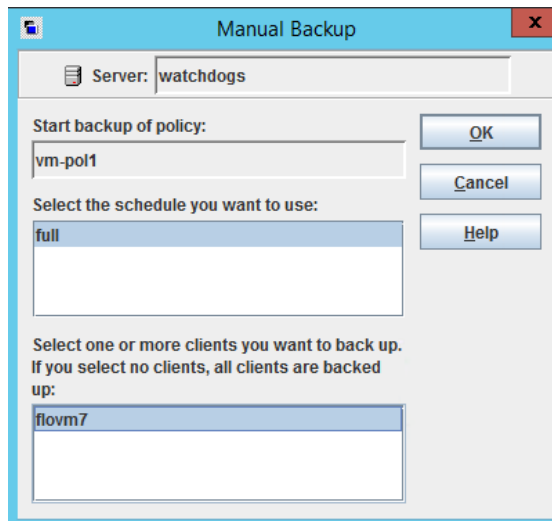 Manual Backup
x
Server: watchdogs
Start backup of policy:
vm-pol1
OK
Cancel
Select the schedule you want to use:
full
Help
Select one or more clients you want to back up.
If you select no clients, all clients are backed
up:
flovm7